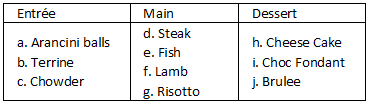 Entrée Main Dessert
a. Arancini balls
b. Terrine
c. Chowder
d. Steak
e. Fish
f. Lamb
g. Risotto
h. Cheese Cake
i. Choc Fondant
j. Brulee